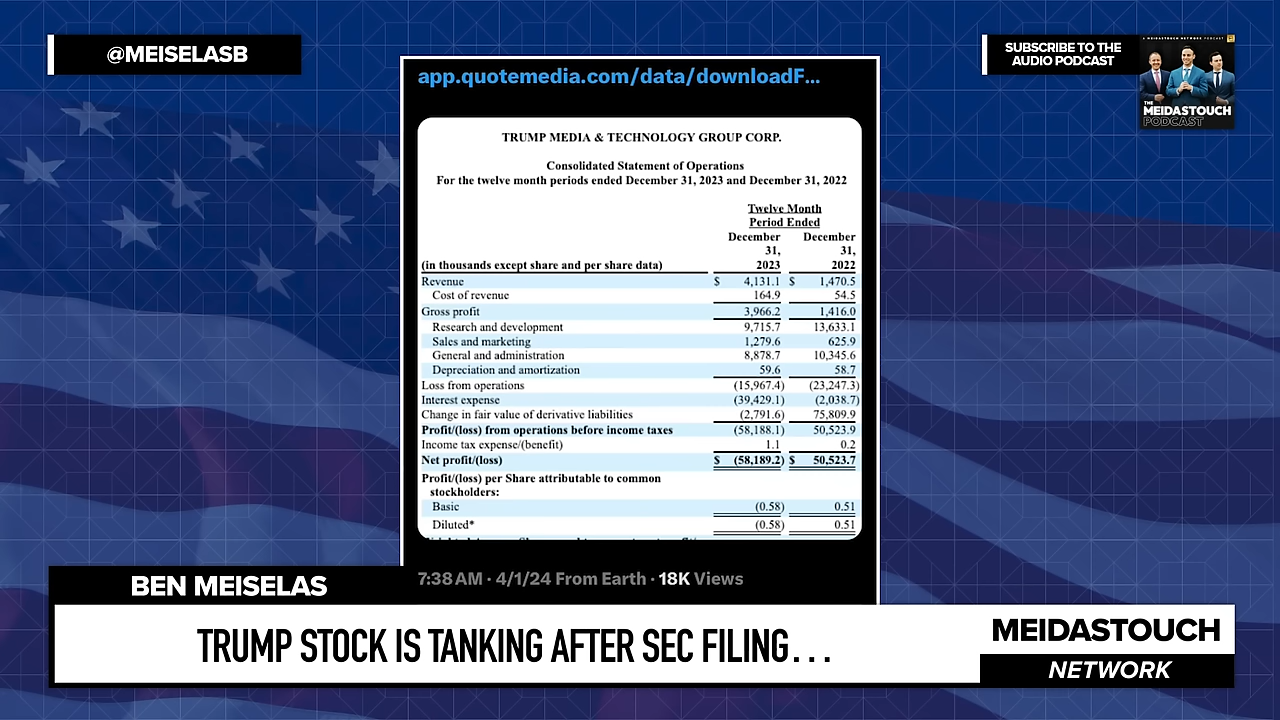 @MEISELASB
SUBSCRIBE TO THE
AUDIO PODCAST
A MEIDASTOUCH NETWORK PODCAST
THE
MEIDASTOUCH
PODCAST
app.quotemedia.com/data/downloadF...
TRUMP MEDIA & TECHNOLOGY GROUP CORP.
Consolidated Statement of Operations
For the twelve month periods ended December 31, 2023 and December 31, 2022
Twelve Month
Period Ended
December December
31, 31,
(in thousands except share and per share data) 2023 2022
Revenue $ 4,131.1 $ 1,470.5
Cost of revenue 164.9 54.5
Gross profit 3,966.2 1,416.0
Research and development 9,715.7 13,633.1
Sales and marketing 1,279.6 625.9
General and administration 8,878.7 10,345.6
Depreciation and amortization 59.6 58.7
Loss from operations (15,967.4) (23,247.3)
Interest expense (39,429.1) (2,038.7)
Change in fair value of derivative liabilities (2,791.6) 75,809.9
Profit/(loss) from operations before income taxes (58,188.1) 50,523.9
Income tax expense/(benefit) 1.1 0.2
Net profit/(loss) $ (58,189.2) $ 50,523.7
Profit/(loss) per Share attributable to common
stockholders:
Basic (0.58) 0.51
Diluted* (0.58) 0.51
7:38 AM · 4/1/24 From Earth · 18K Views
BEN MEISELAS
TRUMP STOCK IS TANKING AFTER SEC FILING...
MEIDASTOUCH
NETWORK